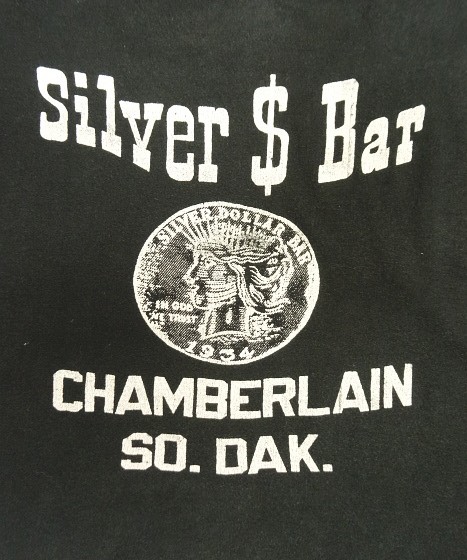 Silver $ Bar
SILVER DOLLAR BAR
IN GOD
WE TRUST
1934
CHAMBERLAIN
SO. DAK.